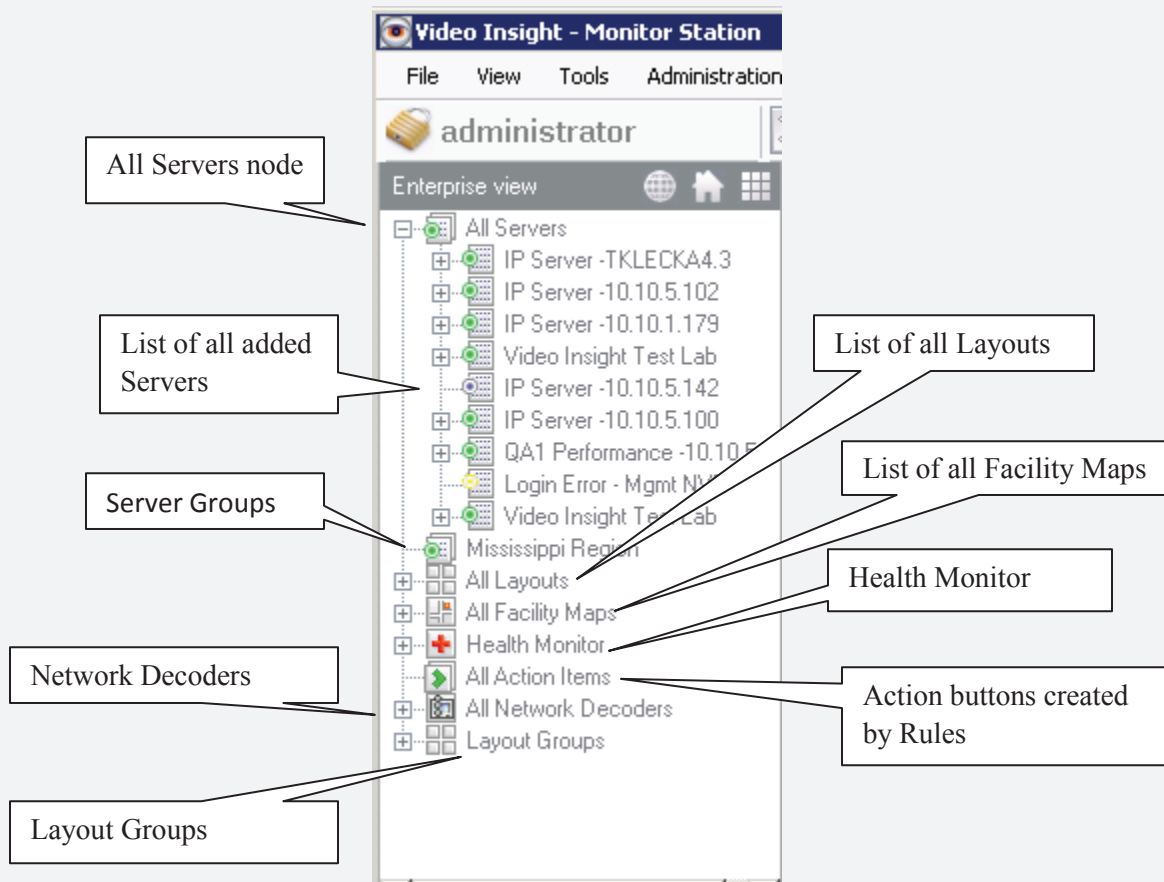 Video Insight - Monitor Station
File View Tools Administration
administrator
Enterprise view
All Servers
IP Server -TKLECKA4.3
IP Server -10.10.5.102
IP Server -10.10.1.179
Video Insight Test Lab
IP Server -10.10.5.142
IP Server -10.10.5.100
QA1 Performance -10.10.5
Login Error - Mgmt
Video Insight Test Lab
Mississippi Region
All Layouts
All Facility Maps
Health Monitor
All Action Items
All Network Decoders
Layout Groups
All Servers node
List of all added
Servers
Server Groups
Network Decoders
Layout Groups
List of all Layouts
List of all Facility Maps
Health Monitor
Action buttons created
by Rules